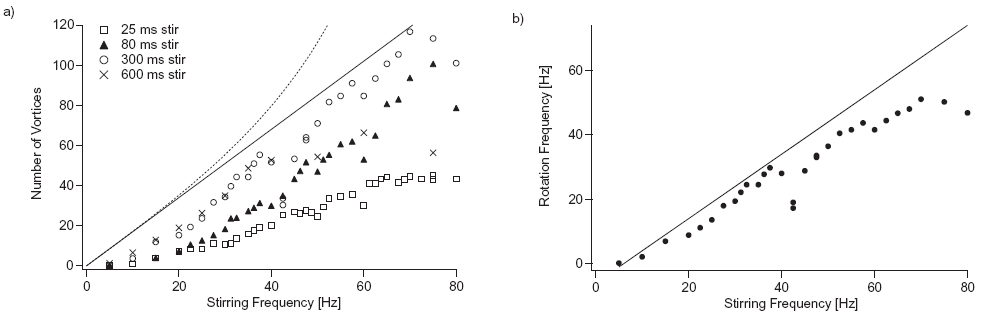 a)
120
100
80
60
40
20
0
Number of Vortices
25 ms stir
80 ms stir
300 ms stir
600 ms stir
0 20 40 60 80
Stirring Frequency [Hz]
b)
60
40
20
0
Rotation Frequency [Hz]
0 20 40 60 80
Stirring Frequency [Hz]